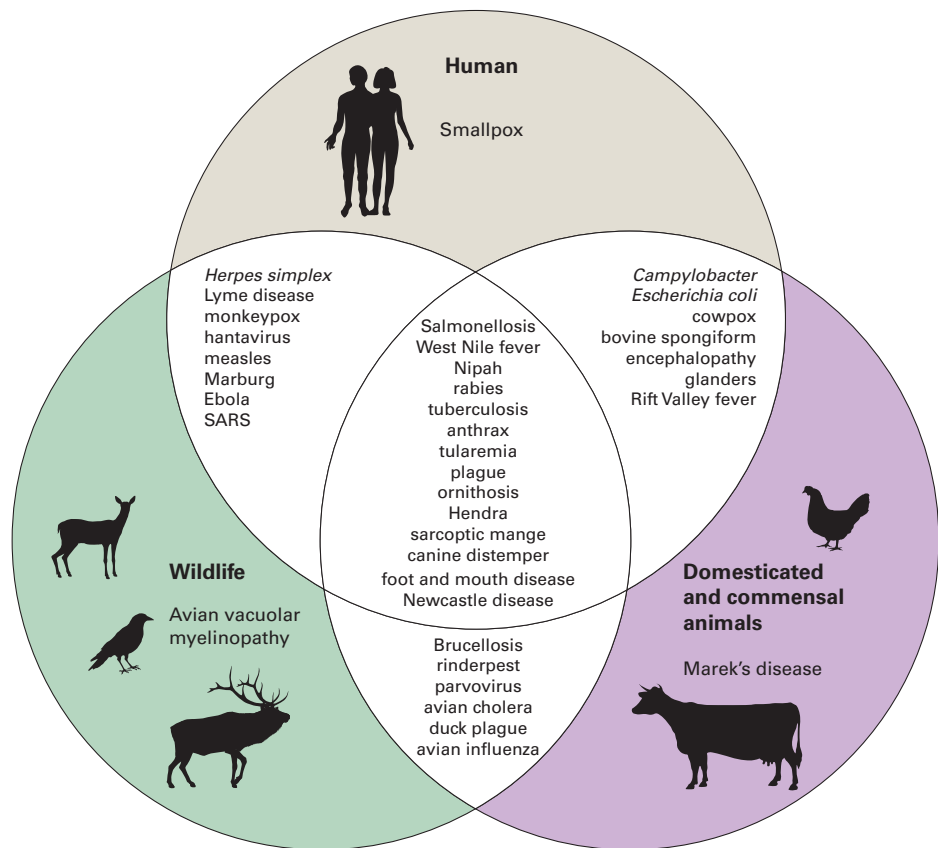 Human
Smallpox
Herpes simplex
Lyme disease
monkeypox
hantavirus
measles
Marburg
Ebola
SARS
Salmonellosis
West Nile fever
Nipah
rabies
tuberculosis
anthrax
tularemia
plague
ornithosis
Hendra
sarcoptic mange
canine distemper
foot and mouth disease
Newcastle disease
Campylobacter
Escherichia coli
cowpox
bovine spongiform
encephalopathy
glanders
Rift Valley fever
Wildlife
Avian vacuolar
myelinopathy
Brucellosis
rinderpest
parvovirus
avian cholera
duck plague
avian influenza
Domesticated
and commensal
animals
Marek's disease